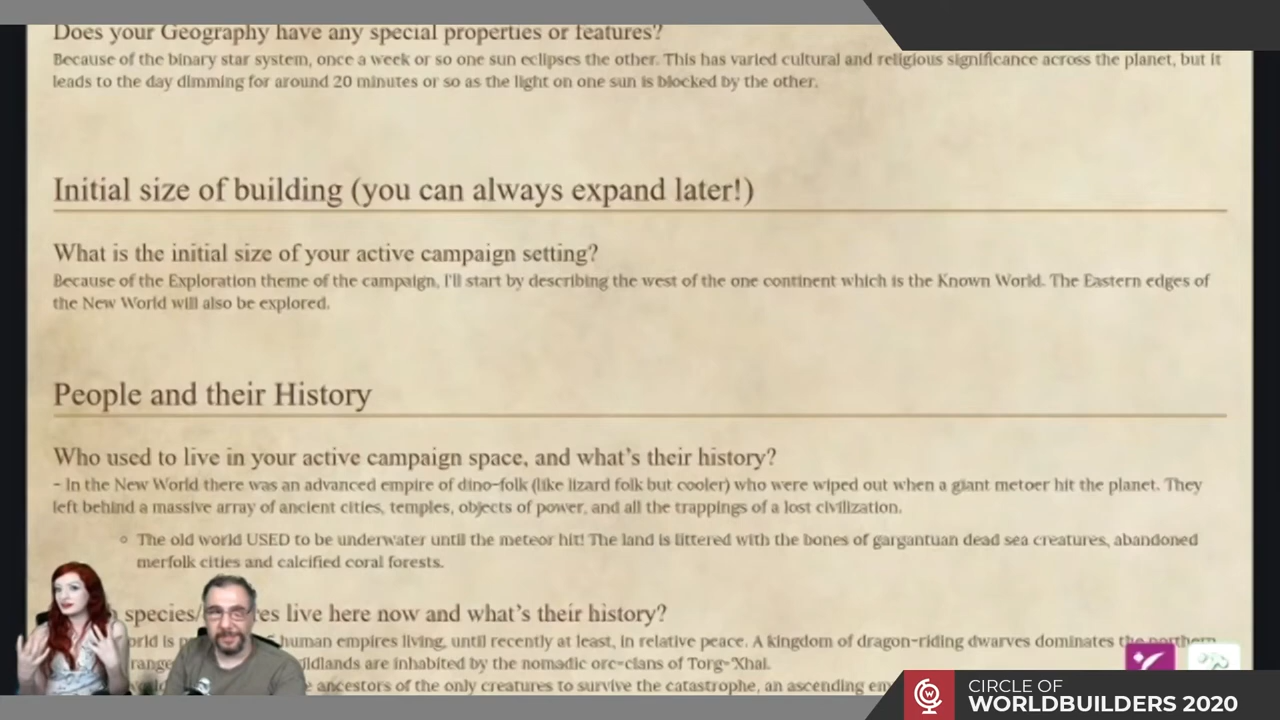 Does your Geography have any special properties or features?
Because of the binary star system, once a week or so one sun eclipses the other. This has varied cultural and religious significance across the planet, but it
leads to the day dimming for around 20 minutes or so as the light on one sun is blocked by the other.
Initial size of building (you can always expand later!)
What is the initial size of your active campaign setting?
Because of the Exploration theme of the campaign, I'll start by describing the west of the one continent which is the Known World. The Eastern edges of
the New World will also be explored.
People and their History
Who used to live in your active campaign space, and what's their history?
- In the New World there was an advanced empire of dino-folk (like lizard folk but cooler) who were wiped out when a giant metoer hit the planet. They
left behind a massive array of ancient cities, temples, objects of power, and all the trappings of a lost civilization.
The old world USED to be underwater until the meteor hit! The land is littered with the bones of gargantuan dead sea creatures, abandoned
merfolk cities and calcified coral forests.
species/ live here now and what's their history?
human empires living, until recently at least, in relative peace. A kingdom of dragon-riding dwarves dominates the northern
are inhabited by the nomadic orc-clans of Torg-'Xhal.
ancestors of the only creatures to survive the catastrophe, an ascending
CIRCLE OF
WORLDBUILDERS 2020